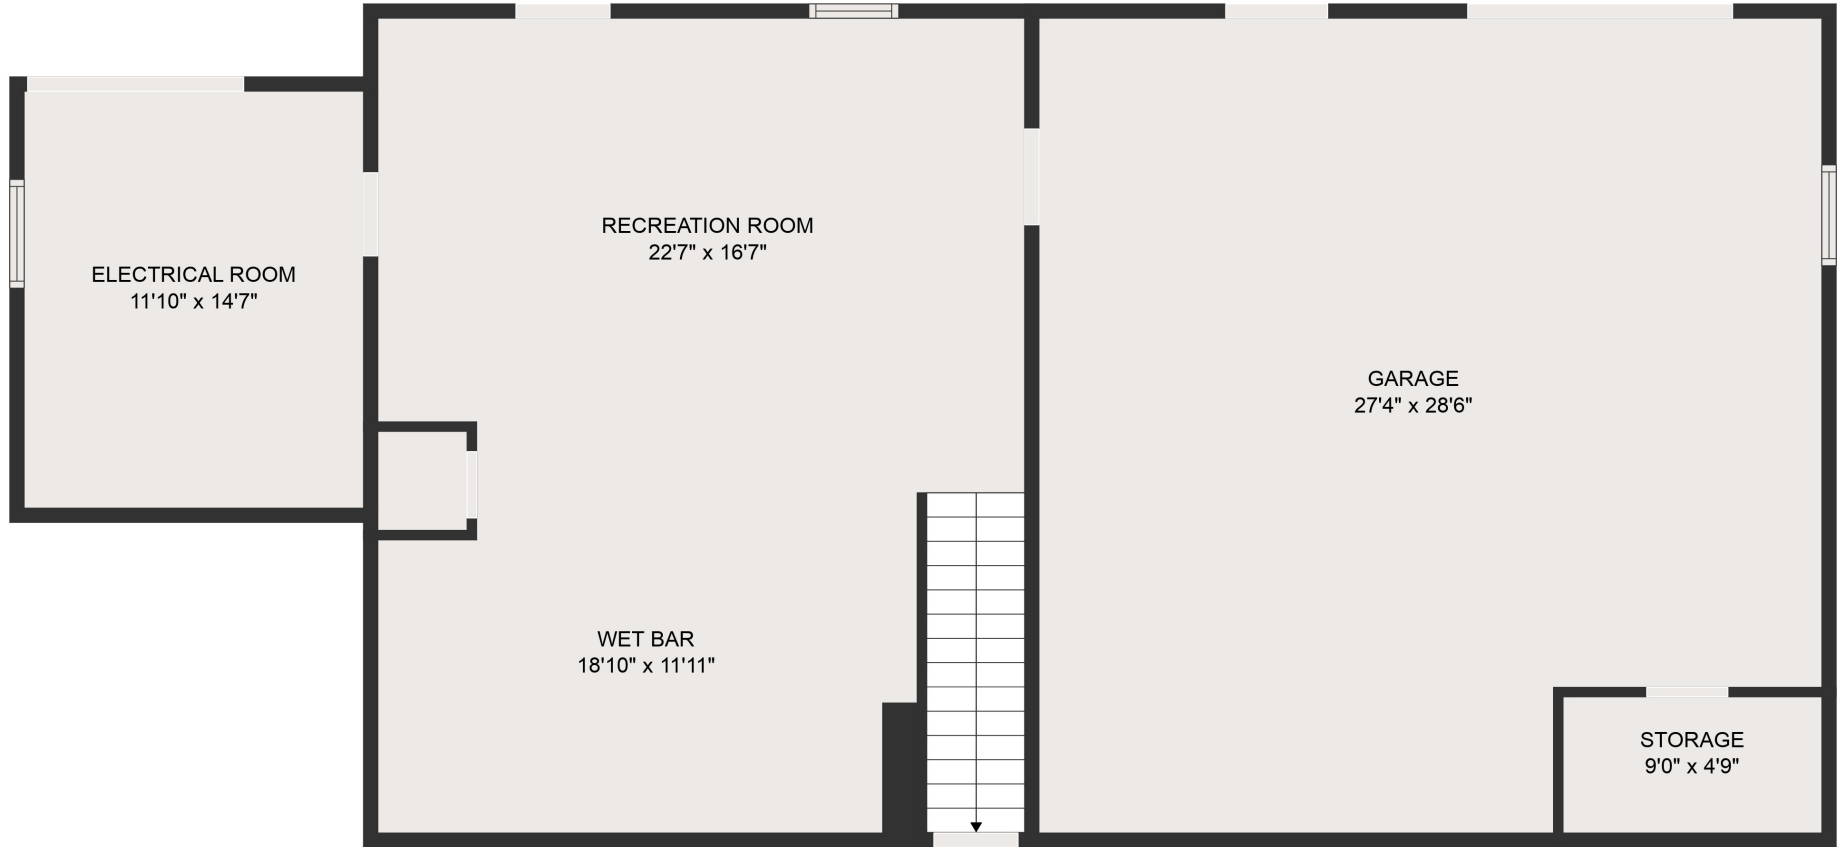 RECREATION ROOM
22'7" x 16'7"
ELECTRICAL ROOM
11'10" x 14'7"
GARAGE
27'4" x 28'6"
WET BAR
18'10" x 11'11"
STORAGE
9'0" x 4'9"